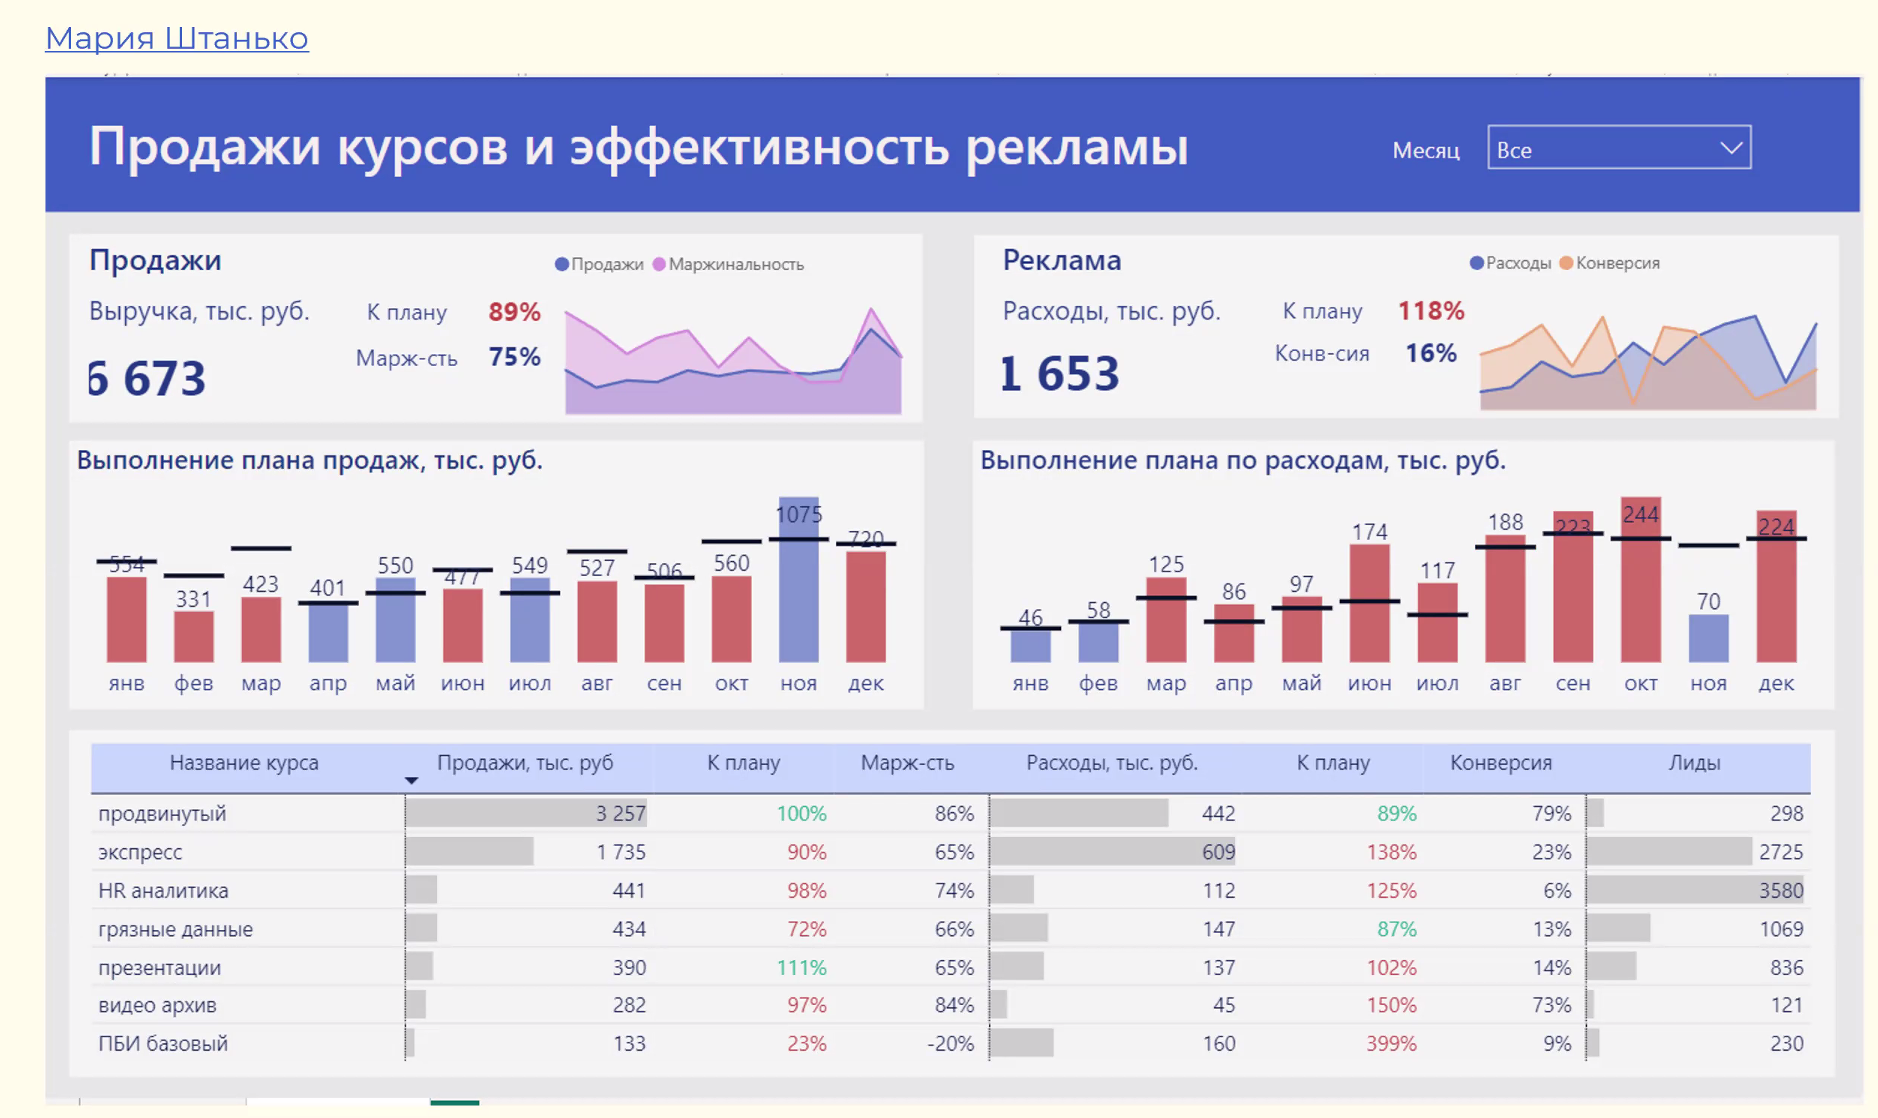 Мария Штанько
Продажи курсов и эффективность рекламы
Месяц Все
Продажи
Продажи Маржинальность
Выручка, тыс. руб. К плану 89%
Марж-сть 75%
6 673
Реклама
Расходы Конверсия
Расходы, тыс. руб. К плану 118%
Конв-сия 16%
1 653
Выполнение плана продаж, тыс. руб.
554 331 423 401 550 477 549 527 506 560 1075 720
янв фев мар апр май июн июл авг сен окт ноя дек
Выполнение плана по расходам, тыс. руб.
46 58 125 86 97 174 117 188 223 244 70 224
янв фев мар апр май июн июл авг сен окт ноя дек
Название курса Продажи, тыс. руб К плану Марж-сть Расходы, тыс. руб. К плану Конверсия Лиды
продвинутый 3 257 100% 86% 442 89% 79% 298
экспресс 1 735 90% 65% 609 138% 23% 2725
HR аналитика 441 98% 74% 112 125% 6% 3580
грязные данные 434 72% 66% 147 87% 13% 1069
презентации 390 111% 65% 137 102% 14% 836
видео архив 282 97% 84% 45 150% 73% 121
ПБИ базовый 133 23% -20% 160 399% 9% 230